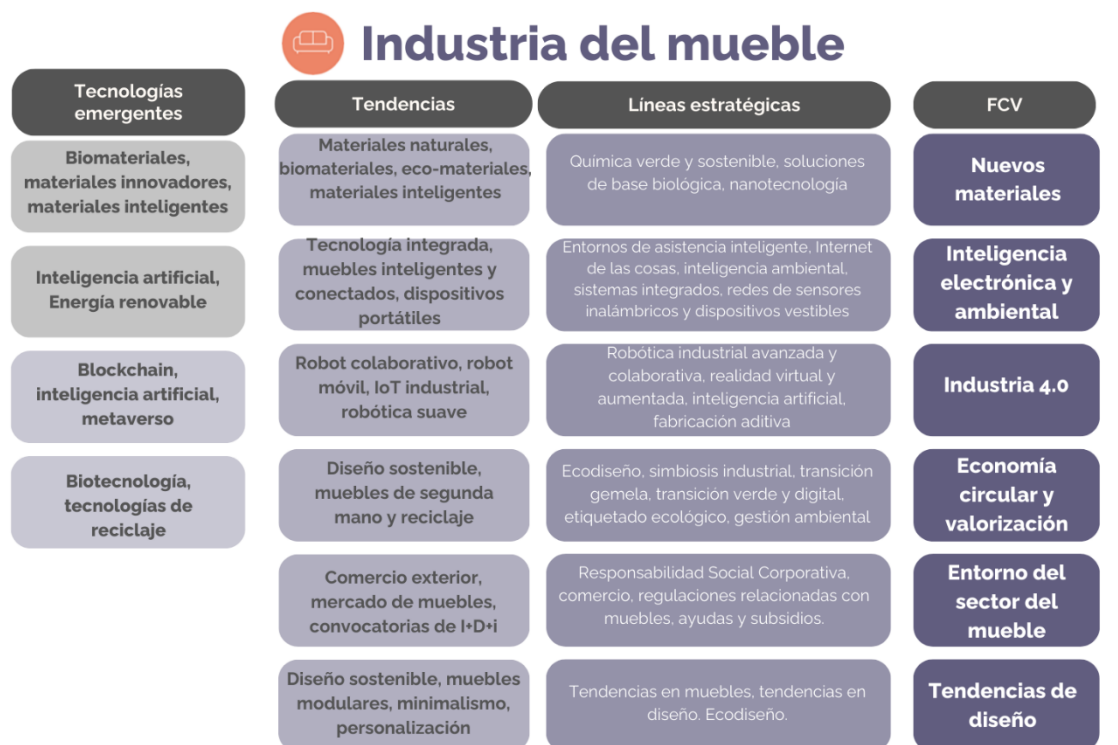 Industria del mueble
Tecnologías
emergentes
Tendencias
Líneas estratégicas
FCV
Biomateriales,
materiales innovadores,
materiales inteligentes
Materiales naturales,
biomateriales, eco-materiales,
materiales inteligentes
Química verde y sostenible, soluciones
de base biológica, nanotecnología
Nuevos
materiales
Inteligencia artificial,
Energía renovable
Tecnología integrada,
muebles inteligentes y
conectados, dispositivos
portátiles
Entornos de asistencia inteligente, Internet
de las cosas, inteligencia ambiental,
sistemas integrados, redes de sensores
inalámbricos y dispositivos vestibles
Inteligencia
electrónica y
ambiental
Blockchain,
inteligencia artificial,
metaverso
Robot colaborativo, robot
móvil, IoT industrial,
robótica suave
Robótica industrial avanzada y
colaborativa, realidad virtual y
aumentada, inteligencia artificial,
fabricación aditiva
Industria 4.0
Biotecnología,
tecnologías de
reciclaje
Diseño sostenible,
muebles de segunda
mano y reciclaje
Ecodiseño, simbiosis industrial, transición
gemela, transición verde y digital,
etiquetado ecológico, gestión ambiental
Economía
circular y
valorización
Comercio exterior,
mercado de muebles,
convocatorias de I+D+i
Responsabilidad Social Corporativa,
comercio, regulaciones relacionadas con
muebles, ayudas y subsidios.
Entorno del
sector del
mueble
Diseño sostenible, muebles
modulares, minimalismo,
personalización
Tendencias en muebles, tendencias en
diseño. Ecodiseño.
Tendencias de
diseño